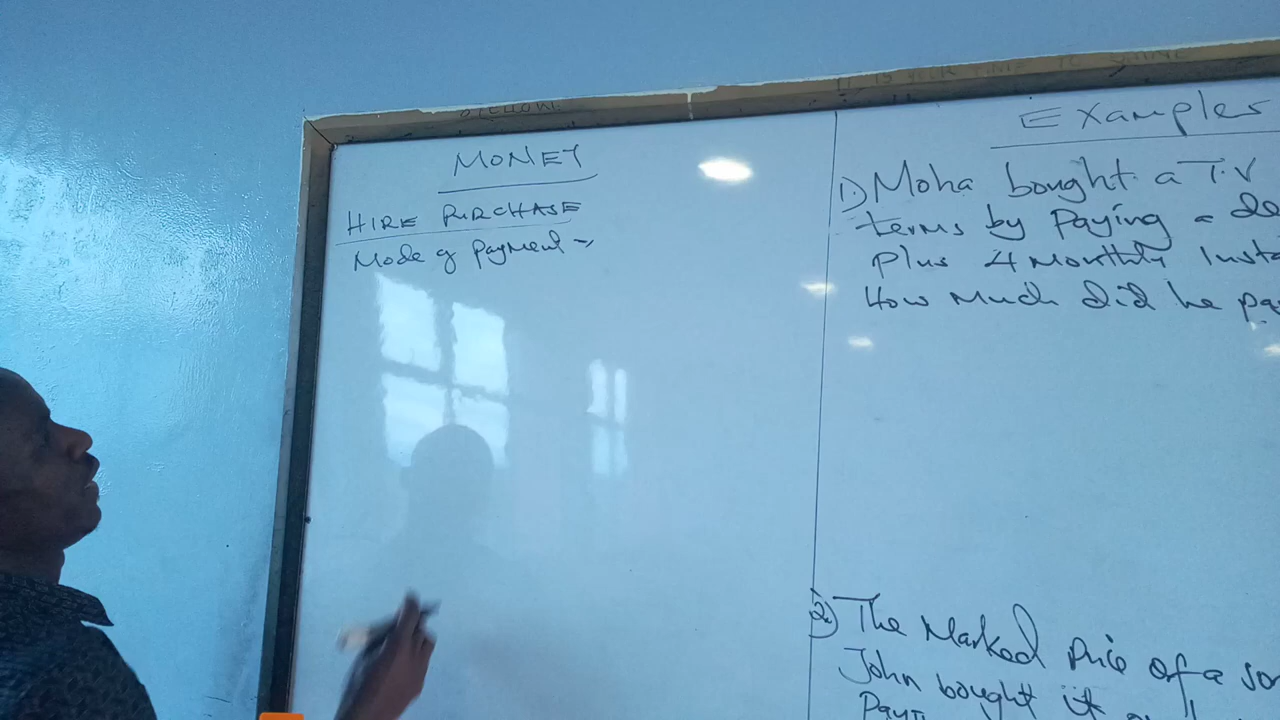 MONEY
HIRE PURCHASE
Mode of payment
Examples
1) Moha bought a T.V
terms by Paying a de
Plus 4 Monthly Insta
How Much did he pa
2) The Marked Price of a so
John bought it